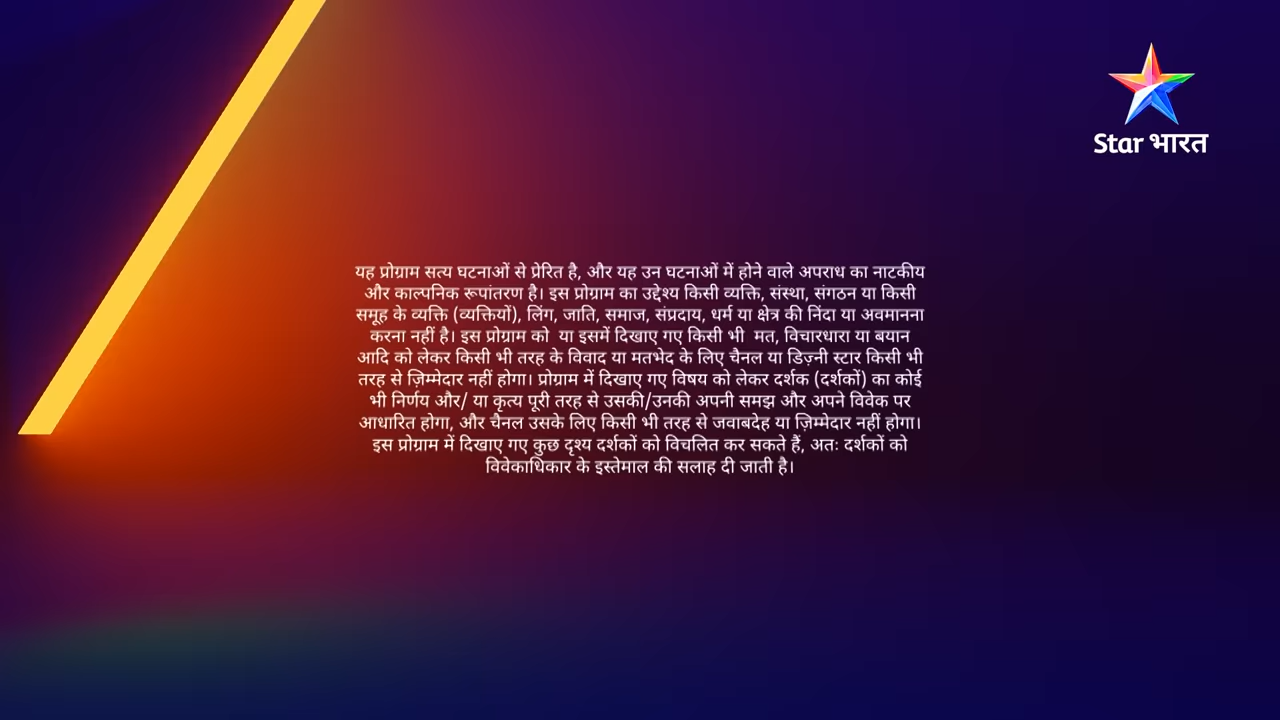 Star भारत
यह प्रोग्राम सत्य घटनाओं से प्रेरित है, और यह उन घटनाओं में होने वाले अपराध का नाटकीय
और काल्पनिक रूपांतरण है। इस प्रोग्राम का उद्देश्य किसी व्यक्ति, संस्था, संगठन या किसी
समूह के व्यक्ति (व्यक्तियों), लिंग, जाति, समाज, संप्रदाय, धर्म या क्षेत्र की निंदा या अवमानना
करना नहीं है। इस प्रोग्राम को  या इसमें दिखाए गए किसी भी  मत, विचारधारा या बयान
आदि को लेकर किसी भी तरह के विवाद या मतभेद के लिए चैनल या डिज़्नी स्टार किसी भी
तरह से ज़िम्मेदार नहीं होगा। प्रोग्राम में दिखाए गए विषय को लेकर दर्शक (दर्शकों) का कोई
भी निर्णय और/ या कृत्य पूरी तरह से उसकी/उनकी अपनी समझ और अपने विवेक पर
आधारित होगा, और चैनल उसके लिए किसी भी तरह से जवाबदेह या ज़िम्मेदार नहीं होगा।
इस प्रोग्राम में दिखाए गए कुछ दृश्य दर्शकों को विचलित कर सकते हैं, अतः दर्शकों को
विवेकाधिकार के इस्तेमाल की सलाह दी जाती है।